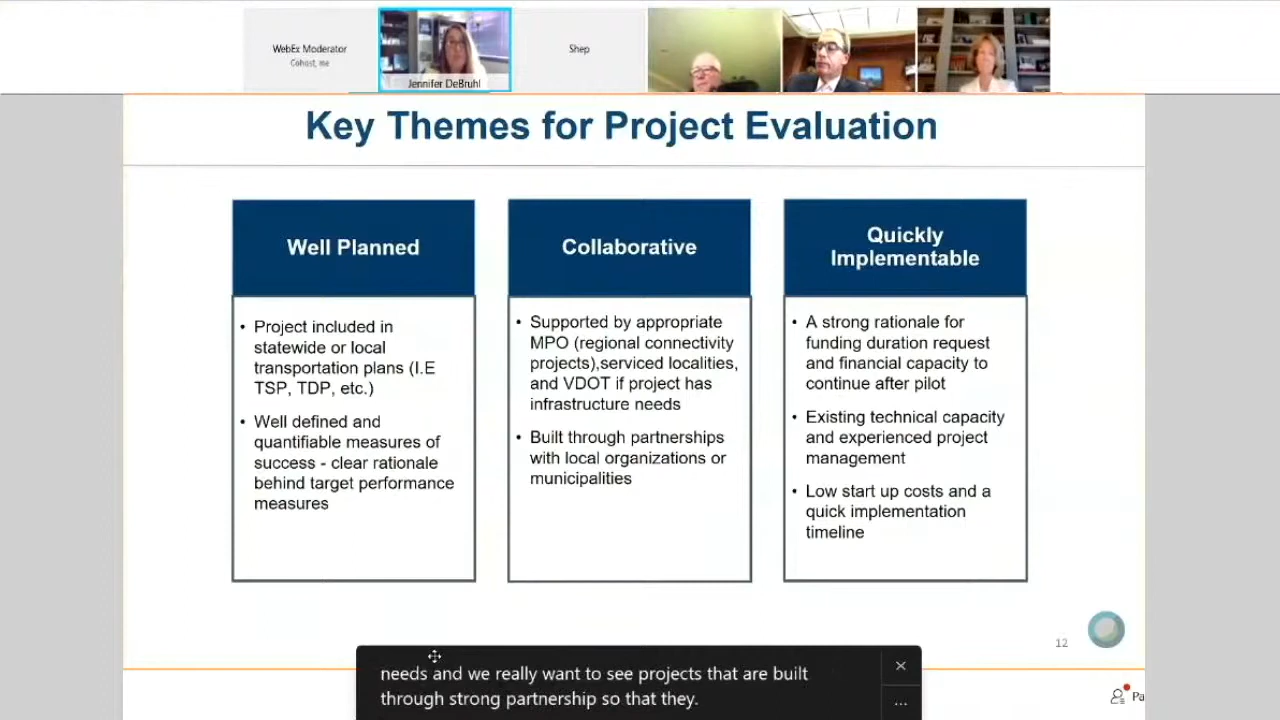 WebEx Moderator
Cohost, me
Jennifer DeBruhl
Shep
Key Themes for Project Evaluation
Well Planned
• Project included in
statewide or local
transportation plans (I.E
TSP, TDP, etc.)
• Well defined and
quantifiable measures of
success - clear rationale
behind target performance
measures
Collaborative
• Supported by appropriate
MPO (regional connectivity
projects),serviced localities,
and VDOT if project has
infrastructure needs
• Built through partnerships
with local organizations or
municipalities
Quickly
Implementable
• A strong rationale for
funding duration request
and financial capacity to
continue after pilot
• Existing technical capacity
and experienced project
management
• Low start up costs and a
quick implementation
timeline
12
needs and we really want to see projects that are built
through strong partnership so that they.
Pa